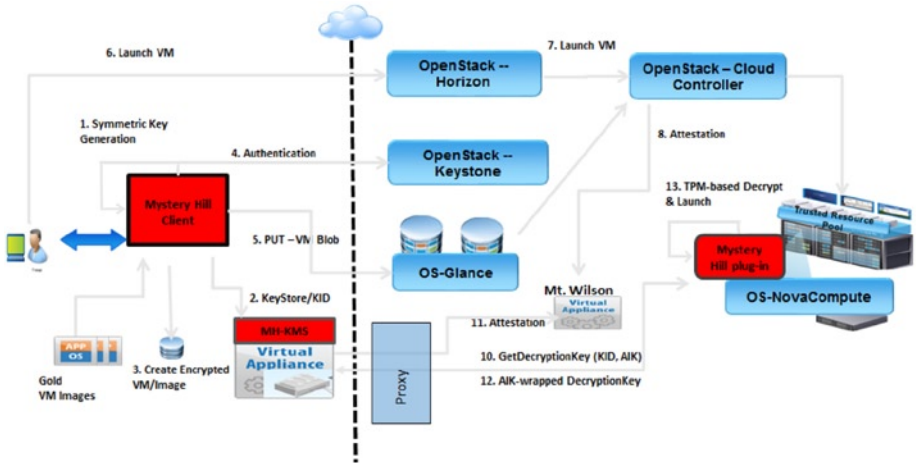 6. Launch VM
7. Launch VM
OpenStack --
Horizon
OpenStack – Cloud
Controller
1. Symmetric Key
Generation
8. Attestation
4. Authentication
OpenStack --
Keystone
13. TPM-based Decrypt
& Launch
Mystery Hill
Client
Trusted Resource
Pool
5. PUT – VM Blob
Mystery
Hill plug-in
OS-Glance
OS-NovaCompute
2. KeyStore/KID
Mt. Wilson
Virtual
Appliance
MH-KMS
11. Attestation
APP
OS
Virtual
Appliance
10. GetDecryptionKey (KID, AIK)
3. Create Encrypted
VM/Image
12. AIK-wrapped DecryptionKey
Gold
VM Images
Proxy